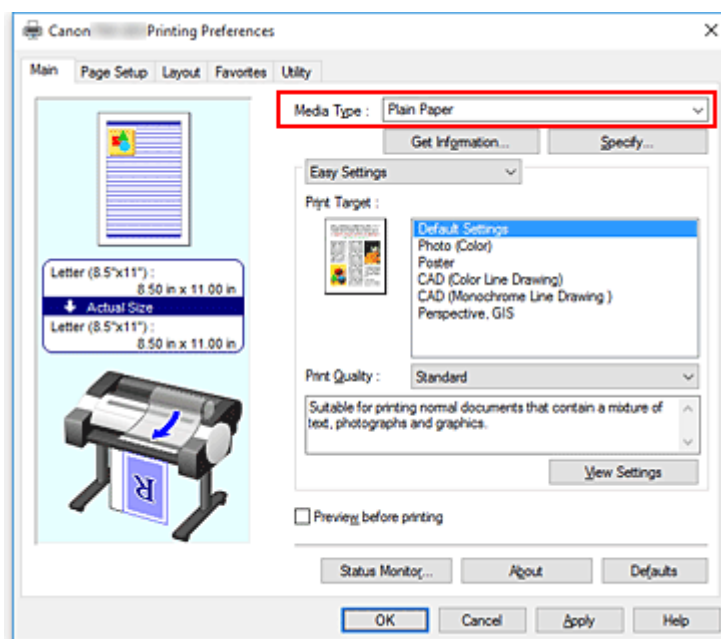 Canon Printing Preferences
Main Page Setup Layout Favorites Utility
Media Type : Plain Paper
Get Information... Specify...
Easy Settings
Print Target :
Default Settings
Photo (Color)
Poster
CAD (Color Line Drawing)
CAD (Monochrome Line Drawing )
Perspective, GIS
Letter (8.5"x11") :
8.50 in x 11.00 in
Actual Size
Letter (8.5"x11") :
8.50 in x 11.00 in
R
Print Quality : Standard
Suitable for printing normal documents that contain a mixture of
text, photographs and graphics.
View Settings
Preview before printing
Status Monitor... About Defaults
OK Cancel Apply Help